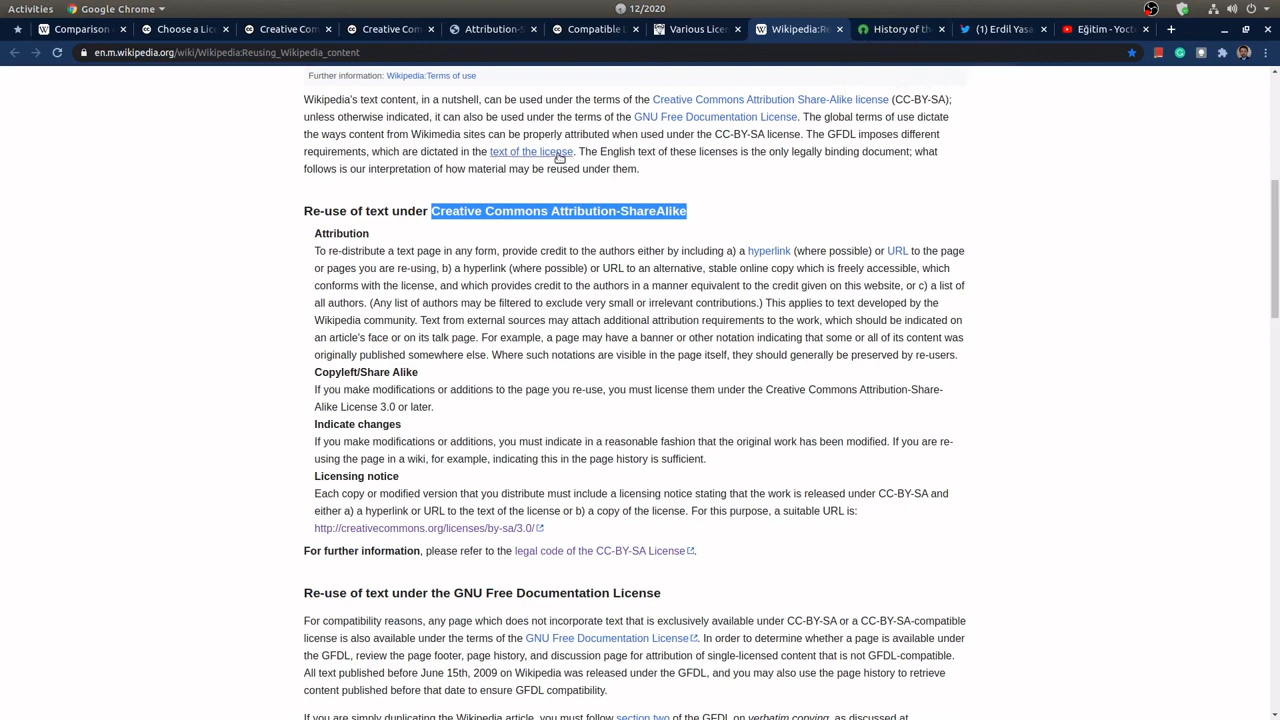 Activities Google Chrome 12/2020
Comparison Choose a Lic Creative Com Creative Com Attribution-S Compatible Various Licen Wikipedia:Re History of the (1) Erdil Yasa Eğitim - Yoct
en.m.wikipedia.org/wiki/Wikipedia:Reusing_Wikipedia_content
Further information: Wikipedia:Terms of use
Wikipedia's text content, in a nutshell, can be used under the terms of the Creative Commons Attribution Share-Alike license (CC-BY-SA);
unless otherwise indicated, it can also be used under the terms of the GNU Free Documentation License. The global terms of use dictate
the ways content from Wikimedia sites can be properly attributed when used under the CC-BY-SA license. The GFDL imposes different
requirements, which are dictated in the text of the license. The English text of these licenses is the only legally binding document; what
follows is our interpretation of how material may be reused under them.
Re-use of text under Creative Commons Attribution-ShareAlike
Attribution
To re-distribute a text page in any form, provide credit to the authors either by including a) a hyperlink (where possible) or URL to the page
or pages you are re-using, b) a hyperlink (where possible) or URL to an alternative, stable online copy which is freely accessible, which
conforms with the license, and which provides credit to the authors in a manner equivalent to the credit given on this website, or c) a list of
all authors. (Any list of authors may be filtered to exclude very small or irrelevant contributions.) This applies to text developed by the
Wikipedia community. Text from external sources may attach additional attribution requirements to the work, which should be indicated on
an article's face or on its talk page. For example, a page may have a banner or other notation indicating that some or all of its content was
originally published somewhere else. Where such notations are visible in the page itself, they should generally be preserved by re-users.
Copyleft/Share Alike
If you make modifications or additions to the page you re-use, you must license them under the Creative Commons Attribution-Share-
Alike License 3.0 or later.
Indicate changes
If you make modifications or additions, you must indicate in a reasonable fashion that the original work has been modified. If you are re-
using the page in a wiki, for example, indicating this in the page history is sufficient.
Licensing notice
Each copy or modified version that you distribute must include a licensing notice stating that the work is released under CC-BY-SA and
either a) a hyperlink or URL to the text of the license or b) a copy of the license. For this purpose, a suitable URL is:
http://creativecommons.org/licenses/by-sa/3.0/
For further information, please refer to the legal code of the CC-BY-SA License.
Re-use of text under the GNU Free Documentation License
For compatibility reasons, any page which does not incorporate text that is exclusively available under CC-BY-SA or a CC-BY-SA-compatible
license is also available under the terms of the GNU Free Documentation License. In order to determine whether a page is available under
the GFDL, review the page footer, page history, and discussion page for attribution of single-licensed content that is not GFDL-compatible.
All text published before June 15th, 2009 on Wikipedia was released under the GFDL, and you may also use the page history to retrieve
content published before that date to ensure GFDL compatibility.
If you are simply duplicating the Wikipedia article, you must follow section two of the GFDL on verbatim copying, as discussed at